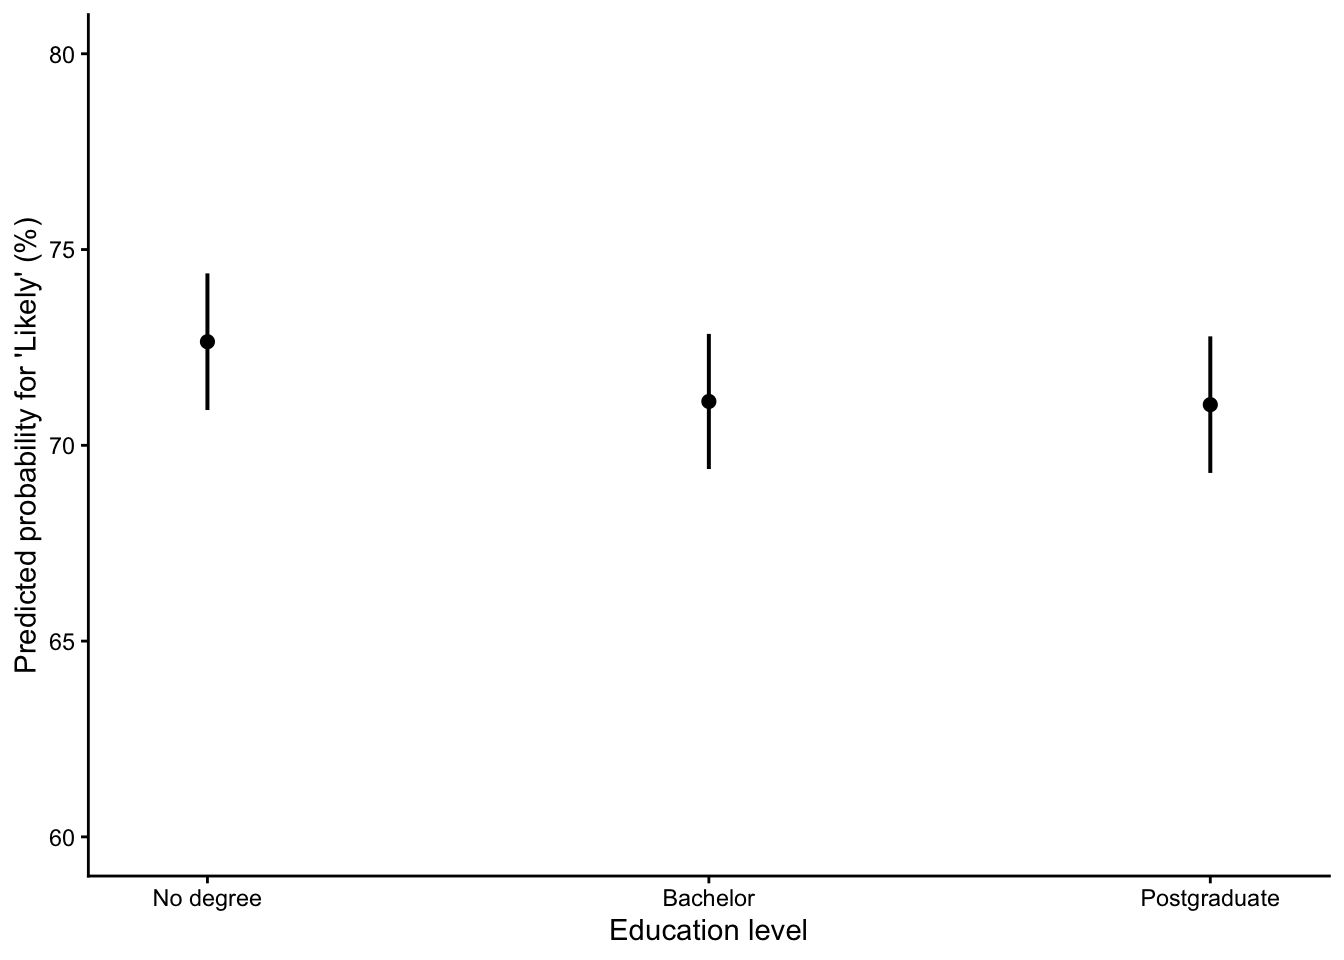 Predicted probability for 'Likely' (%)
80
75
70
65
60
No degree
Bachelor
Postgraduate
Education level